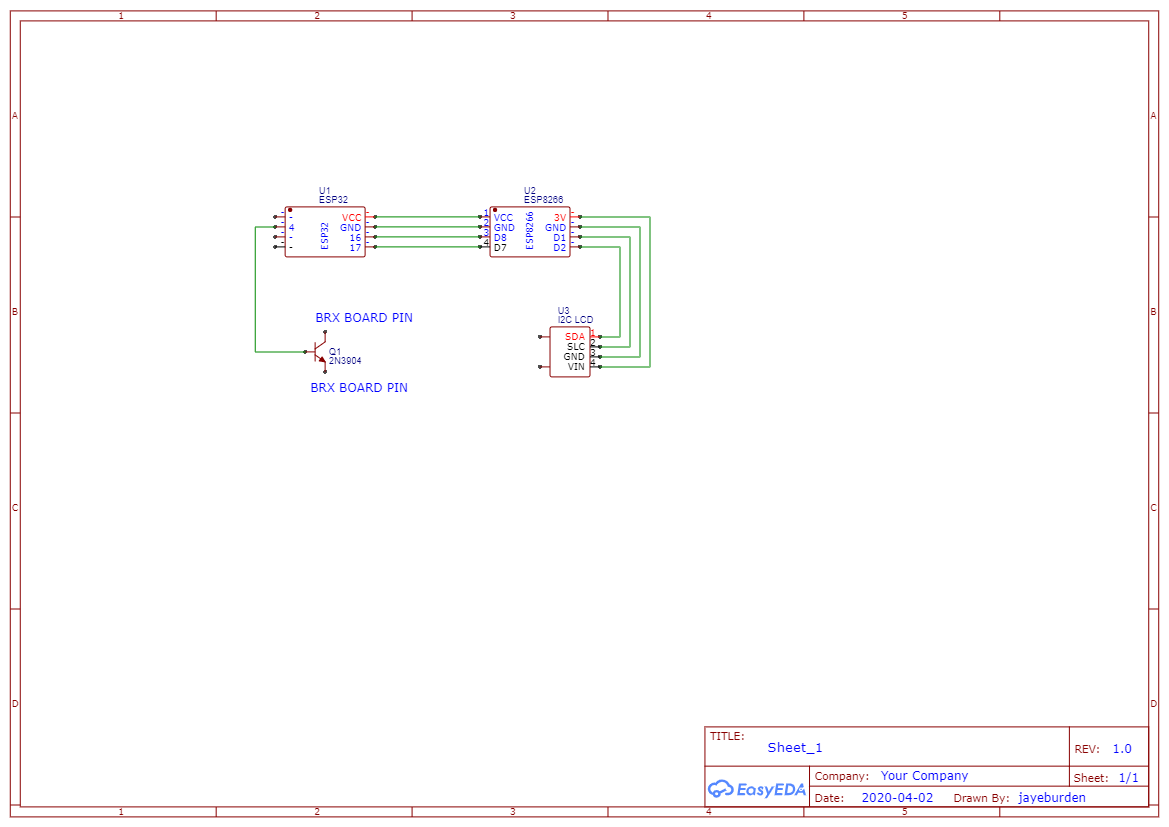 1 2 3 4 5
A A
U1
ESP32
U2
ESP8266
- VCC -
4 GND -
- 16 -
- 17 -
ESP32
1 VCC 3V -
2 GND GND -
3 D8 D1 -
4 D7 D2 -
ESP8266
B B
U3
I2C LCD
BRX BOARD PIN
SDA 1
SLC 2
GND 3
VIN 4
Q1
2N3904
BRX BOARD PIN
C C
D D
TITLE:
Sheet_1
REV: 1.0
EasyEDA
Company: Your Company
Sheet: 1/1
Date: 2020-04-02 Drawn By: jayeburden
1 2 3 4 5